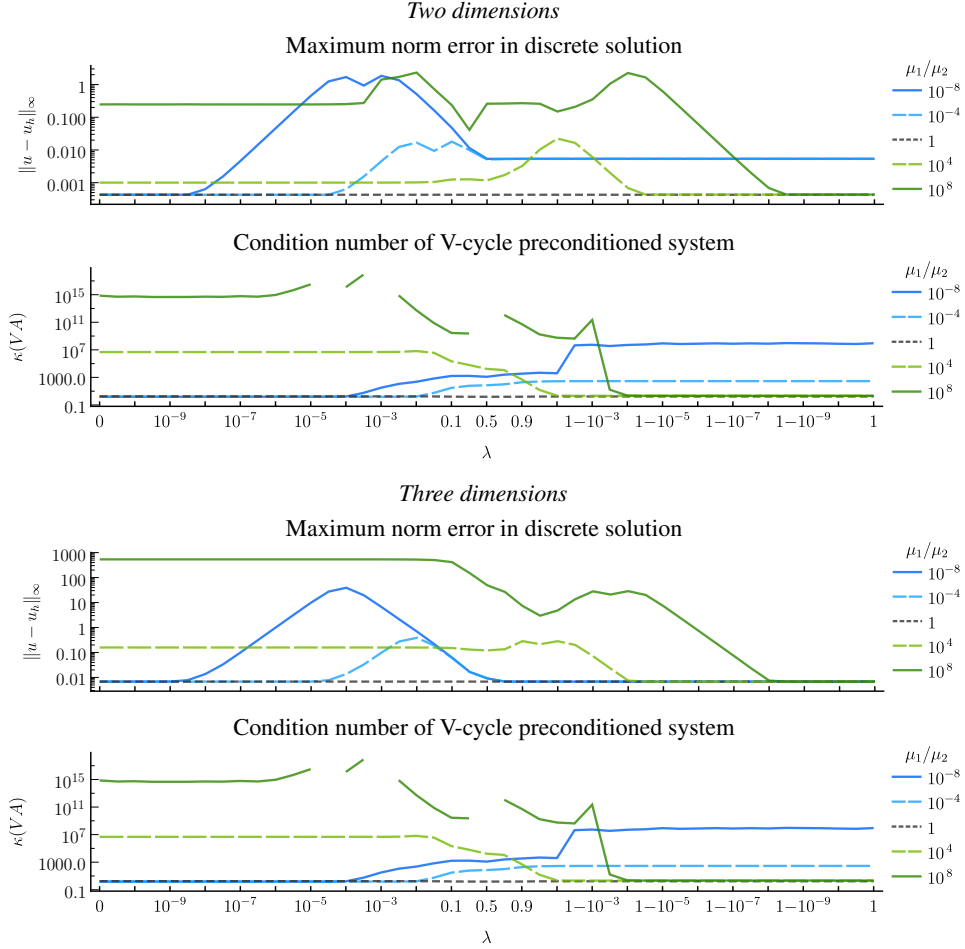 Two dimensions
Maximum norm error in discrete solution
‖u − u_h‖_∞
1
0.100
0.010
0.001
μ₁/μ₂
10⁻⁸
10⁻⁴
1
10⁴
10⁸
Condition number of V-cycle preconditioned system
κ(VA)
10¹⁵
10¹¹
10⁷
1000.0
0.1
0 10⁻⁹ 10⁻⁷ 10⁻⁵ 10⁻³ 0.1 0.5 0.9 1−10⁻³ 1−10⁻⁵ 1−10⁻⁷ 1−10⁻⁹ 1
λ
μ₁/μ₂
10⁻⁸
10⁻⁴
1
10⁴
10⁸
Three dimensions
Maximum norm error in discrete solution
‖u − u_h‖_∞
1000
100
10
1
0.10
0.01
μ₁/μ₂
10⁻⁸
10⁻⁴
1
10⁴
10⁸
Condition number of V-cycle preconditioned system
κ(VA)
10¹⁵
10¹¹
10⁷
1000.0
0.1
0 10⁻⁹ 10⁻⁷ 10⁻⁵ 10⁻³ 0.1 0.5 0.9 1−10⁻³ 1−10⁻⁵ 1−10⁻⁷ 1−10⁻⁹ 1
λ
μ₁/μ₂
10⁻⁸
10⁻⁴
1
10⁴
10⁸